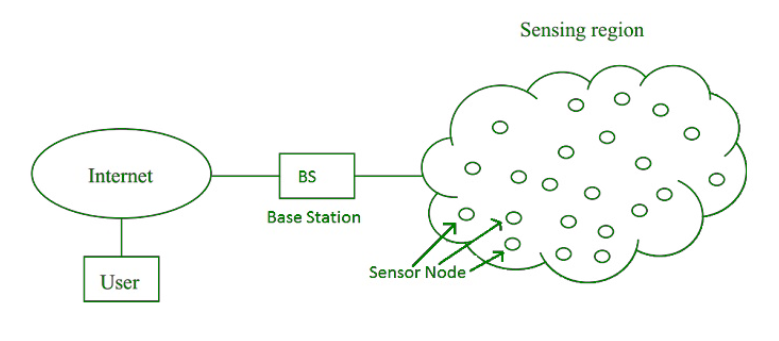 Sensing region
Internet
BS
Base Station
User
Sensor Node